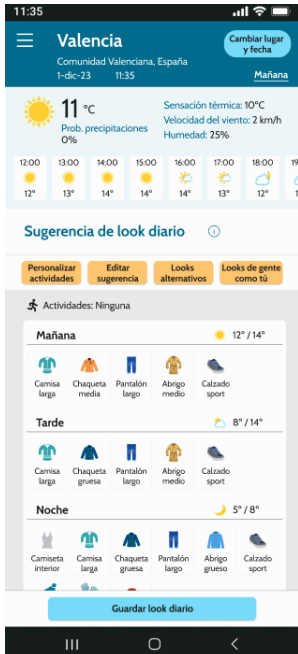 11:35
Valencia
Cambiar lugar
y fecha
Comunidad Valenciana, España
1-dic-23 11:35
Mañana
11 °C
Prob. precipitaciones
0%
Sensación térmica: 10°C
Velocidad del viento: 2 km/h
Humedad: 25%
12:00 13:00 14:00 15:00 16:00 17:00 18:00 19
12° 13° 14° 14° 14° 13° 12° 1
Sugerencia de look diario
Personalizar
actividades
Editar
sugerencia
Looks
alternativos
Looks de gente
como tú
Actividades: Ninguna
Mañana 12° / 14°
Camisa
larga
Chaqueta
media
Pantalón
largo
Abrigo
medio
Calzado
sport
Tarde 8° / 14°
Camisa
larga
Chaqueta
gruesa
Pantalón
largo
Abrigo
medio
Calzado
sport
Noche 5° / 8°
Camiseta
interior
Camisa
larga
Chaqueta
gruesa
Pantalón
largo
Abrigo
grueso
Calzado
sport
Guardar look diario